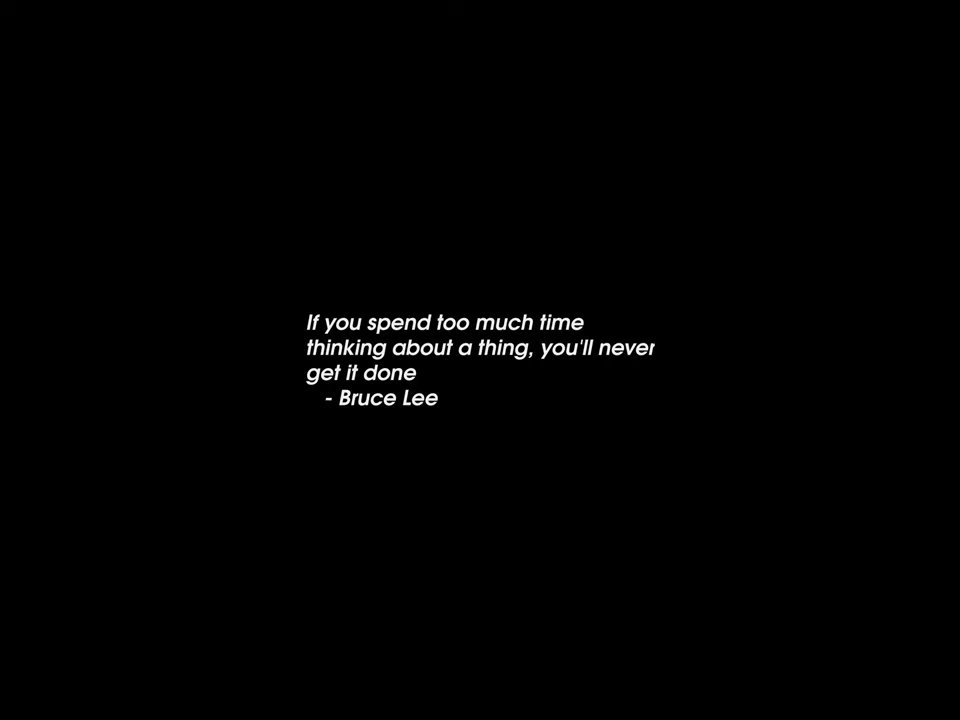 If you spend too much time
thinking about a thing, you'll never
get it done
- Bruce Lee